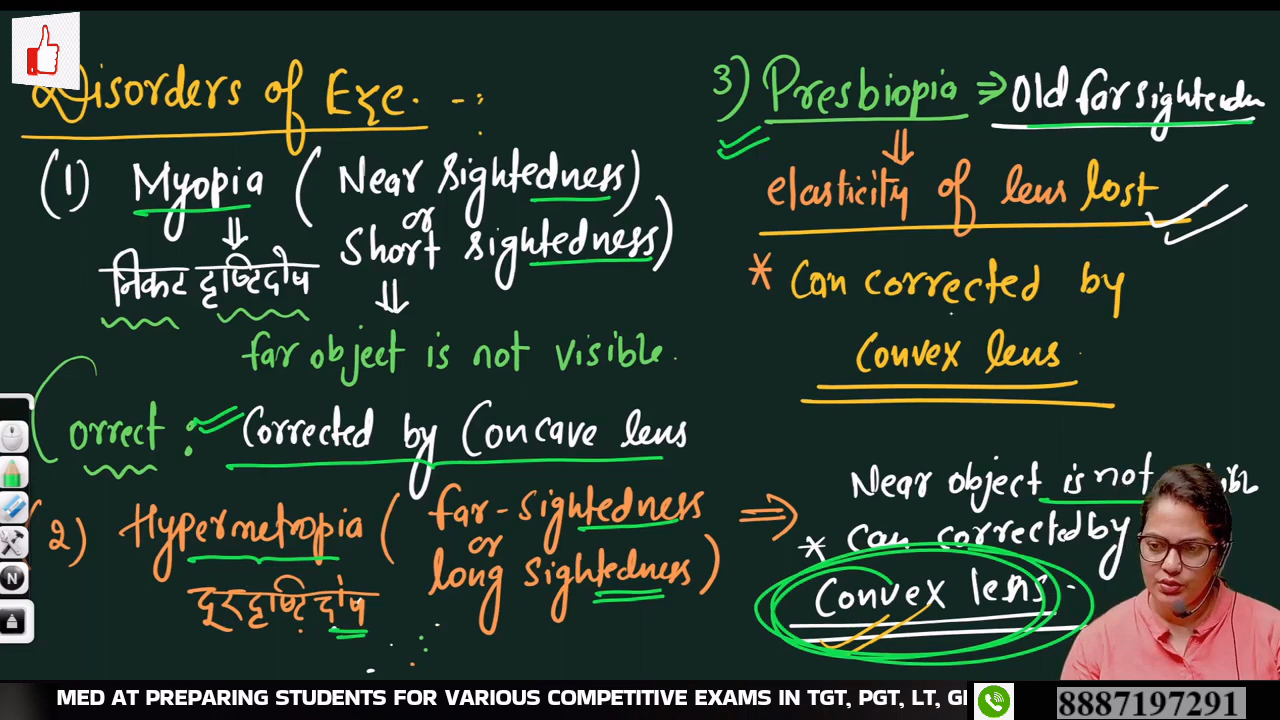 Disorders of Eye. -:
(1) Myopia ( Near Sightedness
or
Short sightedness)
निकट दृष्टिदोष
far object is not visible.
Correct : Corrected by Concave lens
2) Hypermetropia ( far-sightedness
or
long sightedness)
दूर दृष्टि दोष
Near object is not
* Can corrected by
Convex lens.
3) Presbiopia ⇒ Old far sightedn
elasticity of lens lost
* Can corrected by
Convex lens
N
MED AT PREPARING STUDENTS FOR VARIOUS COMPETITIVE EXAMS IN TGT, PGT, LT, GI
8887197291